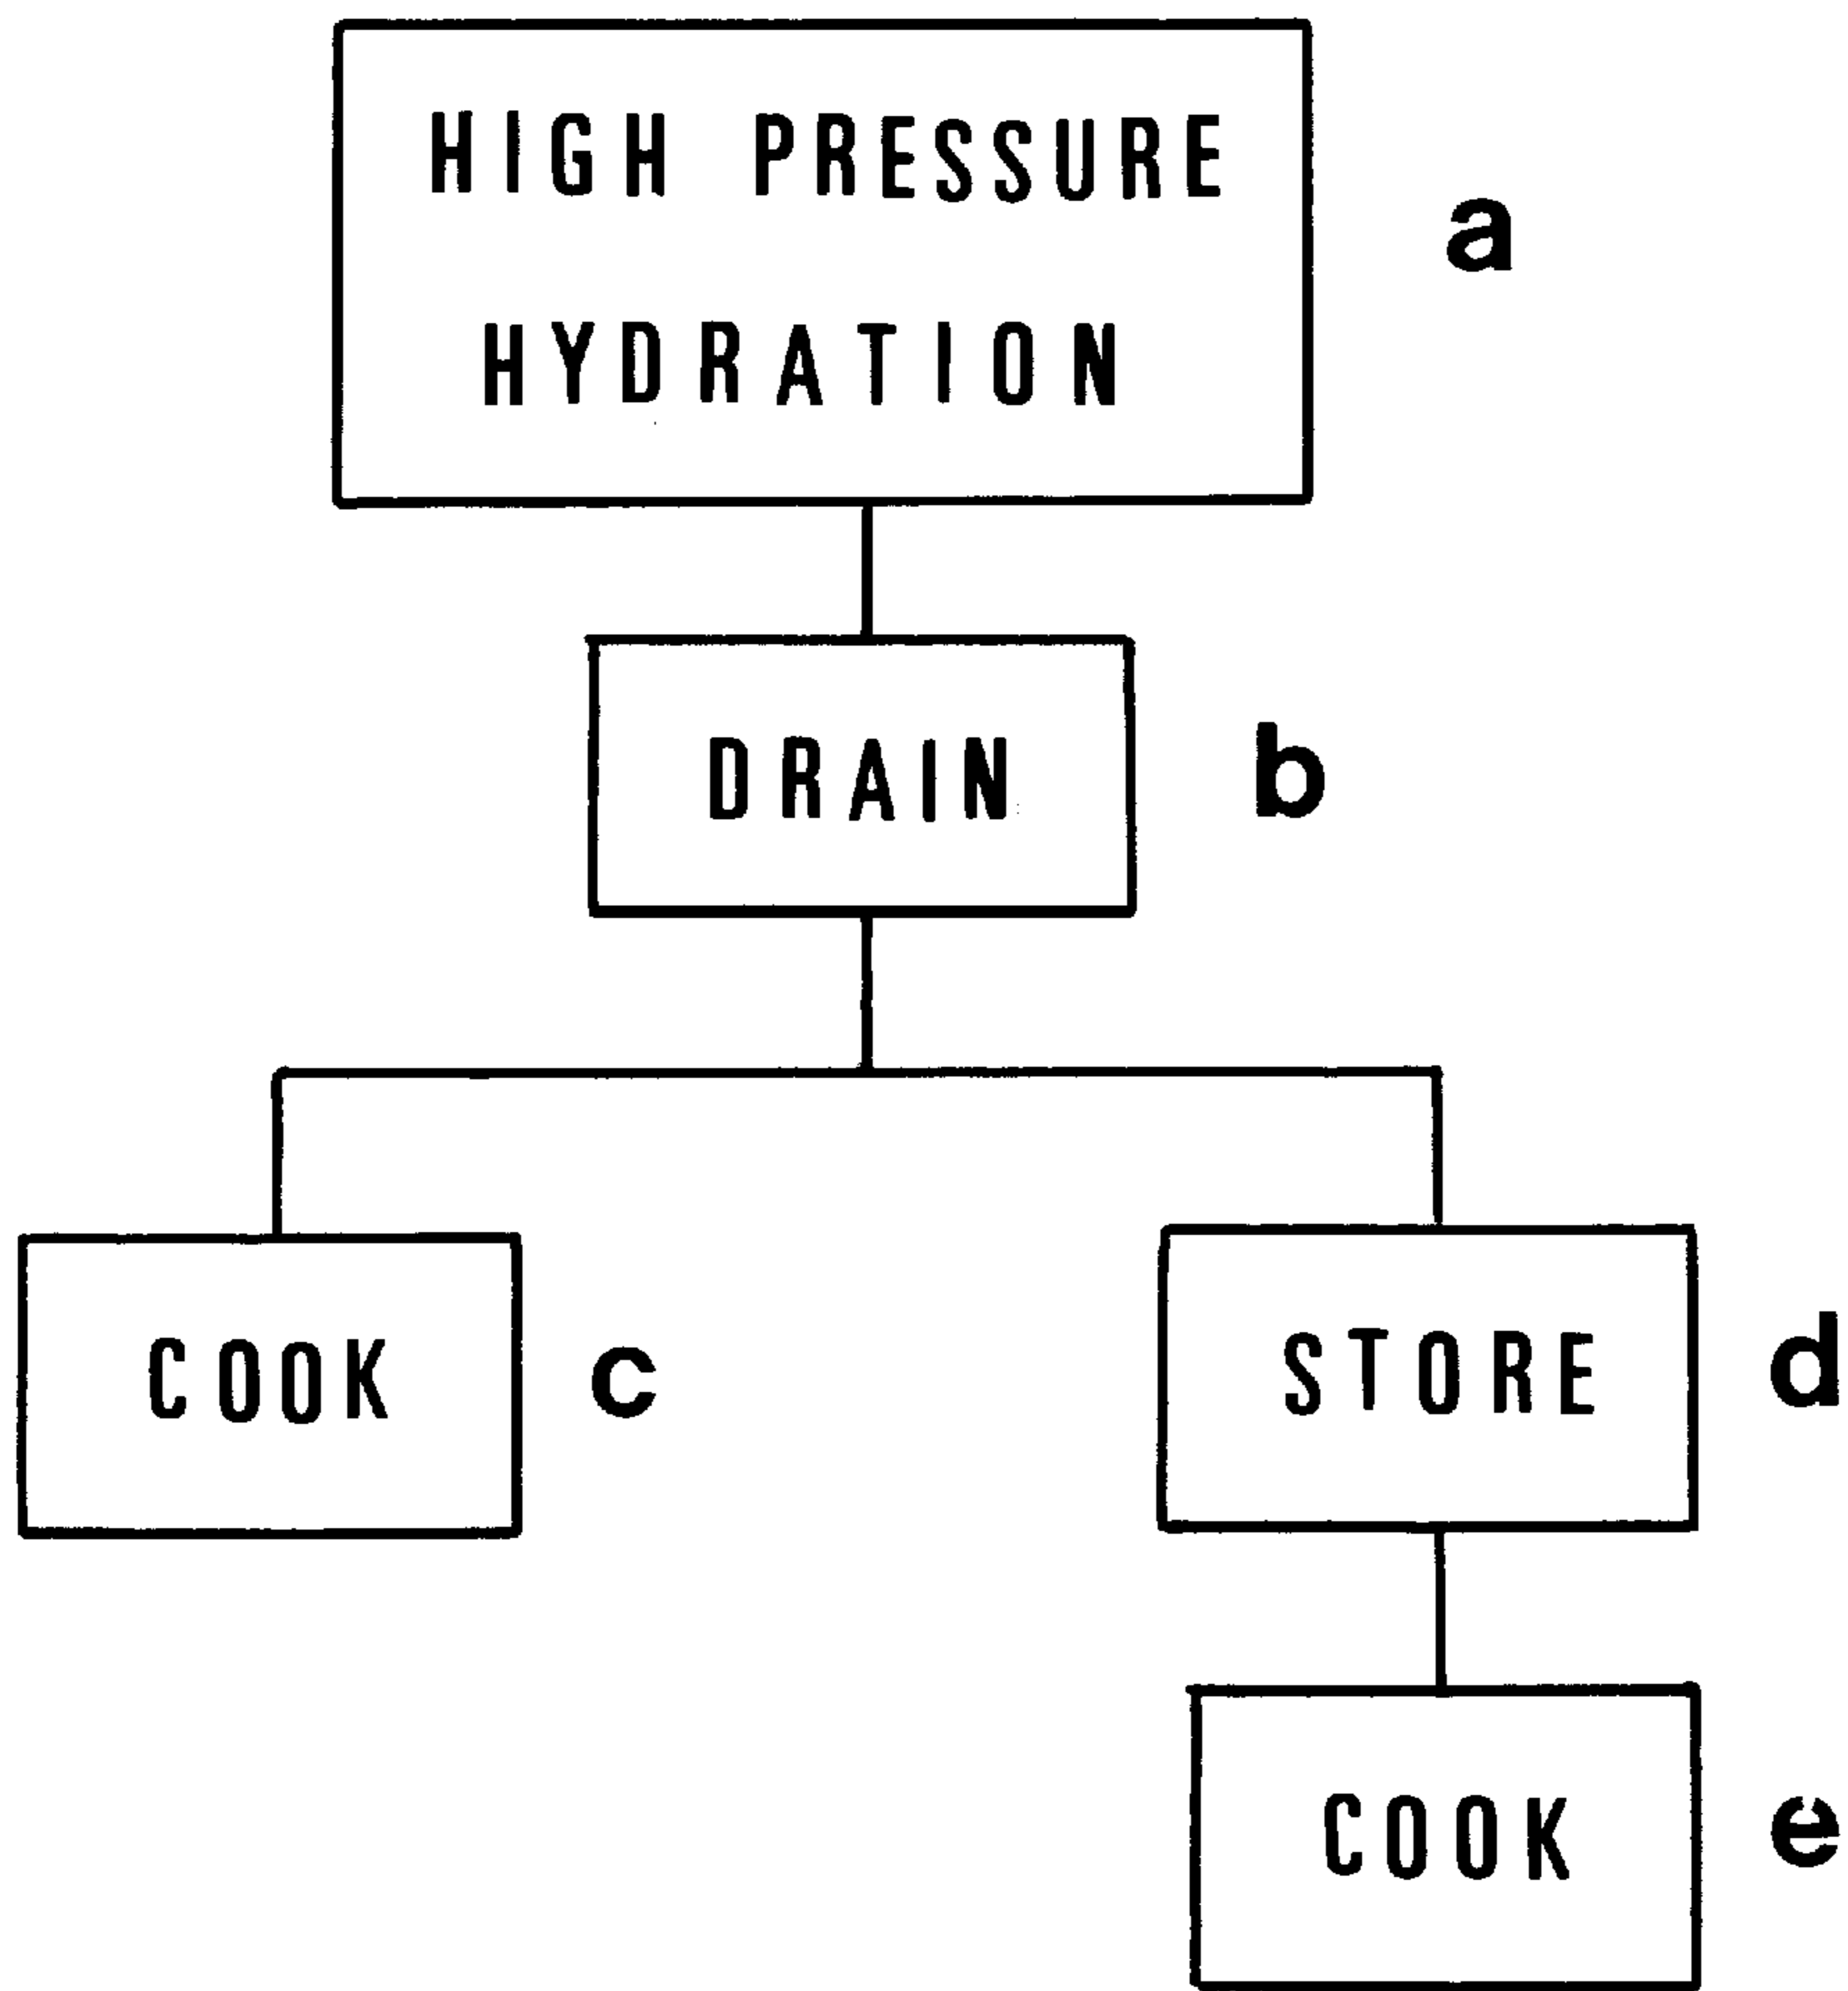 HIGH PRESSURE
HYDRATION
a
DRAIN
b
COOK
c
STORE
d
COOK
e